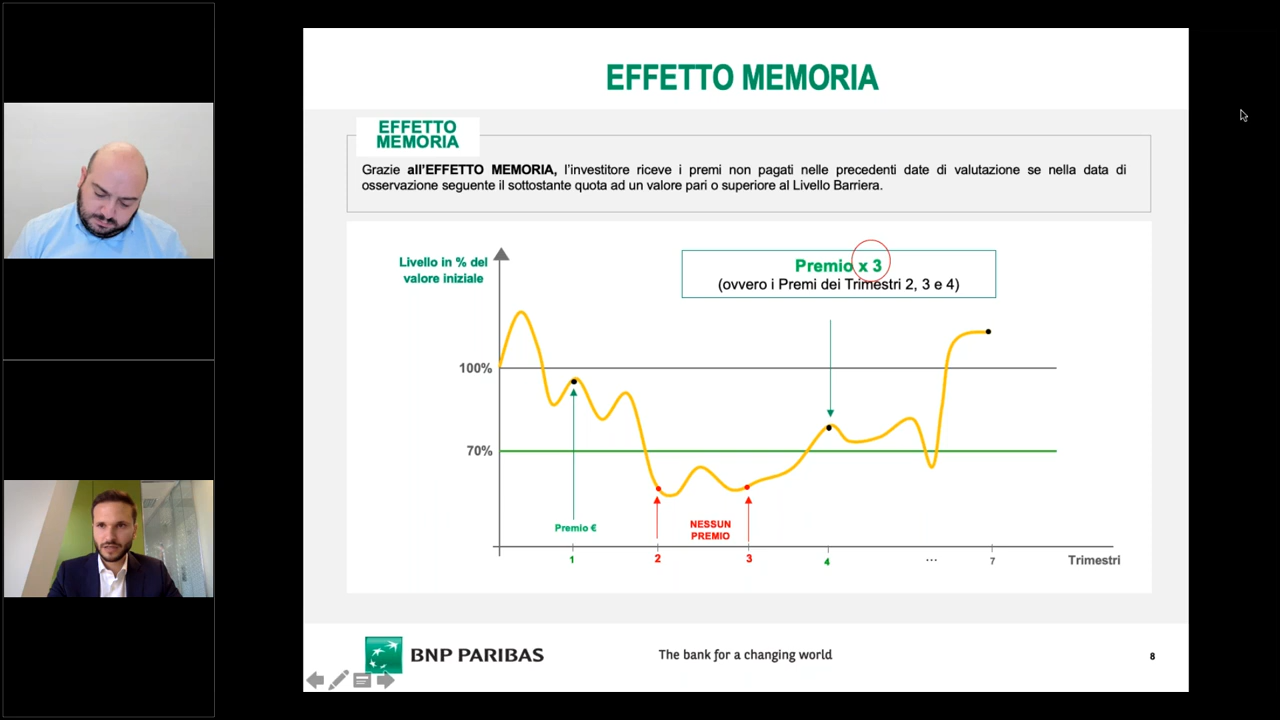 EFFETTO MEMORIA
EFFETTO
MEMORIA
Grazie all'EFFETTO MEMORIA, l'investitore riceve i premi non pagati nelle precedenti date di valutazione se nella data di
osservazione seguente il sottostante quota ad un valore pari o superiore al Livello Barriera.
Livello in % del
valore iniziale
Premio x 3
(ovvero i Premi dei Trimestri 2, 3 e 4)
100%
70%
Premio €
NESSUN
PREMIO
1
2
3
4
...
7
Trimestri
BNP PARIBAS
The bank for a changing world
8